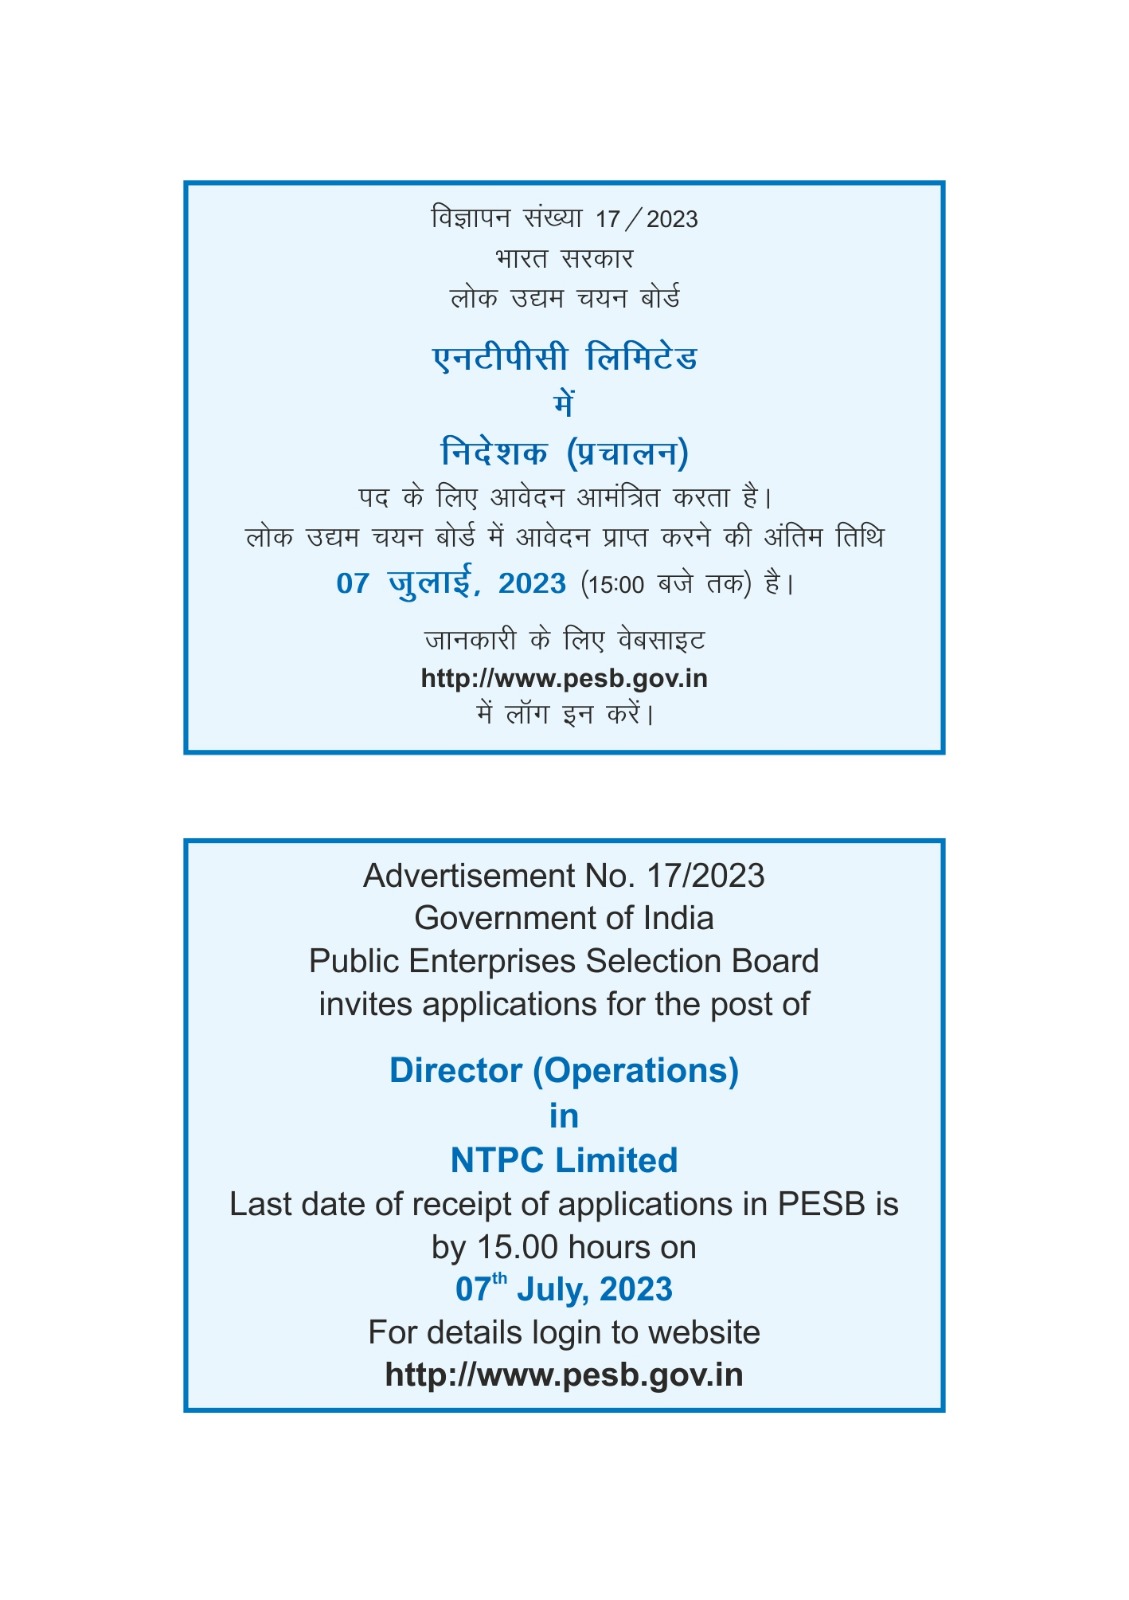 विज्ञापन संख्या 17/2023
भारत सरकार
लोक उद्यम चयन बोर्ड
एनटीपीसी लिमिटेड
में
निदेशक (प्रचालन)
पद के लिए आवेदन आमंत्रित करता है।
लोक उद्यम चयन बोर्ड में आवेदन प्राप्त करने की अंतिम तिथि
07 जुलाई, 2023 (15:00 बजे तक) है।
जानकारी के लिए वेबसाइट
http://www.pesb.gov.in
में लॉग इन करें।
Advertisement No. 17/2023
Government of India
Public Enterprises Selection Board
invites applications for the post of
Director (Operations)
in
NTPC Limited
Last date of receipt of applications in PESB is
by 15.00 hours on
07th July, 2023
For details login to website
http://www.pesb.gov.in